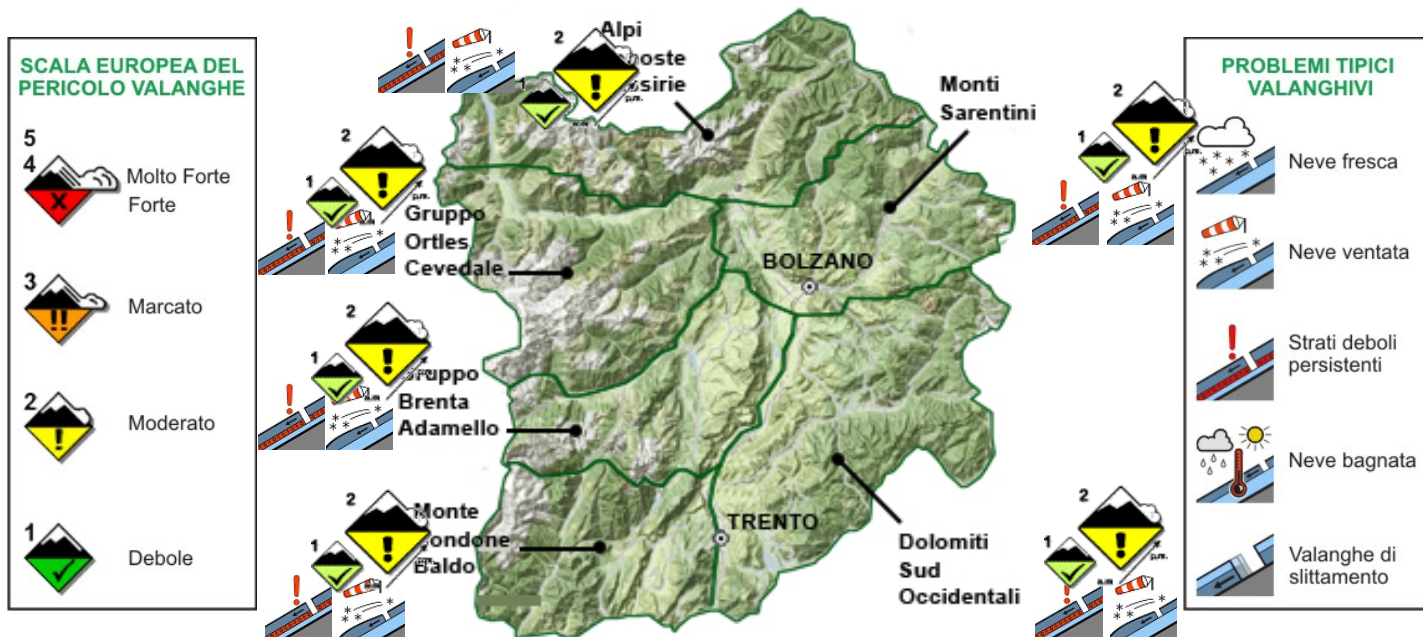 SCALA EUROPEA DEL
PERICOLO VALANGHE
5
4
Molto Forte
Forte
3
Marcato
2
Moderato
1
Debole
2
1
Alpi
p.m.
Monti
Sarentini
2
1
p.m.
a.m
Gruppo
Ortles
Cevedale
BOLZANO
2
1
Brenta
Adamello
2
1
Monte
Baldo
TRENTO
Dolomiti
Sud
Occidentali
2
1
p.m.
a.m
2
1
p.m.
a.m
PROBLEMI TIPICI
VALANGHIVI
Neve fresca
Neve ventata
Strati deboli
persistenti
Neve bagnata
Valanghe di
slittamento